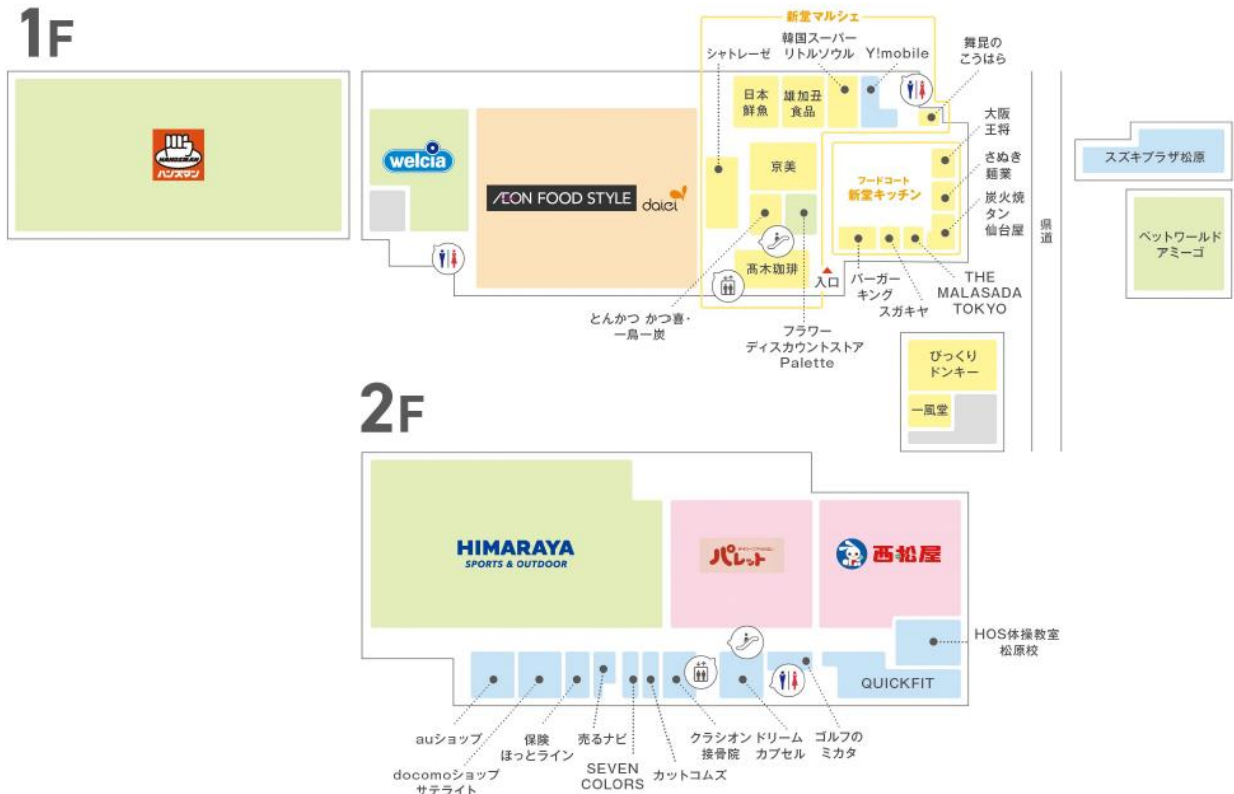 1F
新堂マルシェ
シャトレーゼ
韓国スーパー
リトルソウル
Y!mobile
舞昆の
こうはら
日本
鮮魚
雄加丑
食品
大阪
王将
HANDSMAN
ハンズマン
welcia
ÆON FOOD STYLE
daiei
京美
フードコート
新堂キッチン
さぬき
麺業
炭火焼
タン
仙台屋
県道
スズキプラザ松原
ペットワールド
アミーゴ
髙木珈琲
入口
バーガー
キング
スガキヤ
THE
MALASADA
TOKYO
とんかつ かつ喜・
一鳥一炭
フラワー
ディスカウントストア
Palette
びっくり
ドンキー
一風堂
2F
HIMARAYA
SPORTS & OUTDOOR
パレット
西松屋
HOS体操教室
松原校
QUICKFIT
auショップ
docomoショップ
サテライト
保険
ほっとライン
売るナビ
SEVEN
COLORS
カットコムズ
クラシオン
接骨院
ドリーム
カプセル
ゴルフの
ミカタ